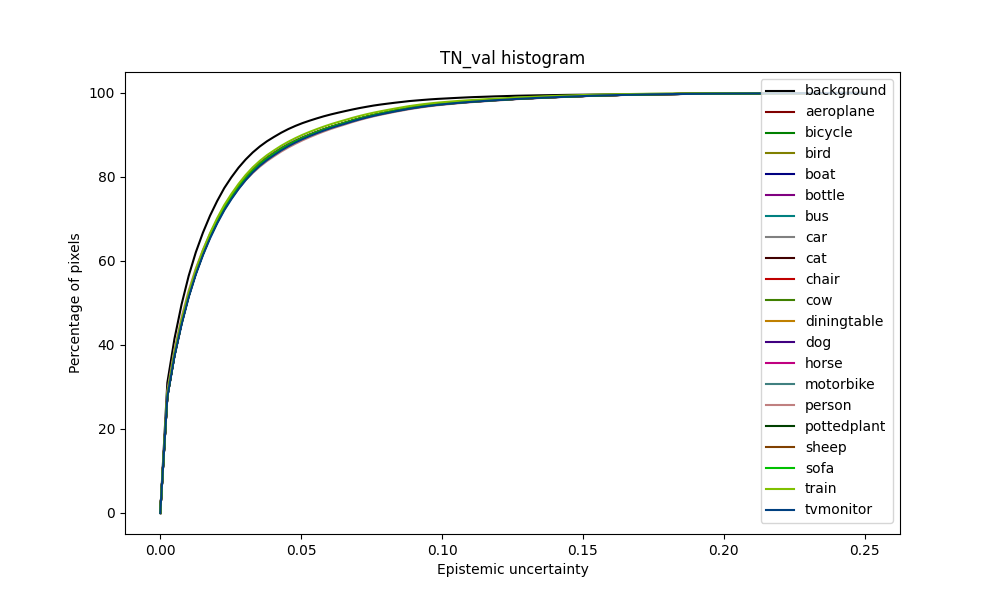 TN_val histogram
100
80
60
40
20
0
Percentage of pixels
0.00 0.05 0.10 0.15 0.20 0.25
Epistemic uncertainty
background
aeroplane
bicycle
bird
boat
bottle
bus
car
cat
chair
cow
diningtable
dog
horse
motorbike
person
pottedplant
sheep
sofa
train
tvmonitor